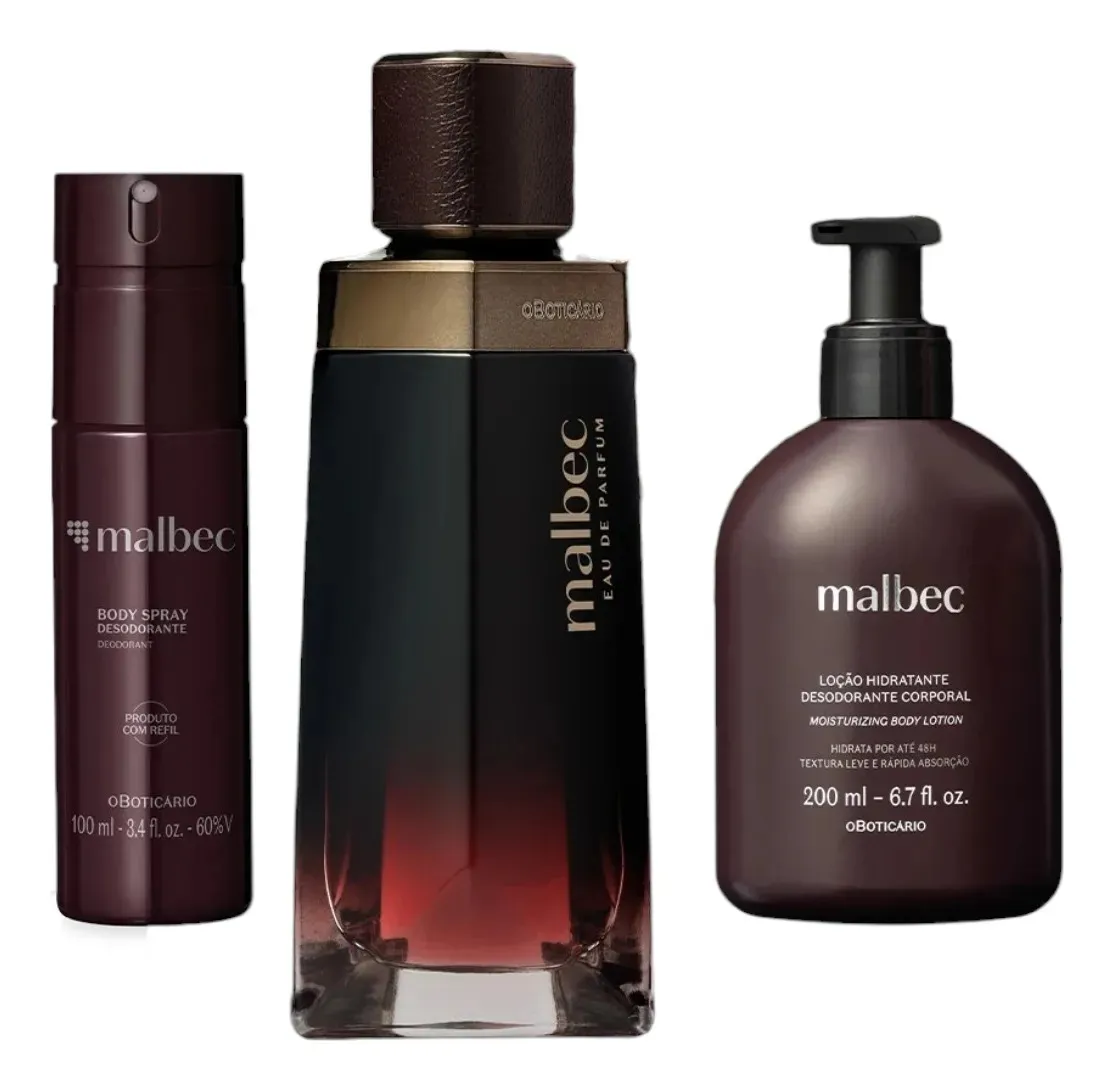 malbec
BODY SPRAY
DESODORANTE
DEODORANT
PRODUTO
COM REFIL
oBOTICÁRIO
100 ml - 3.4 fl. oz. - 60%V
oBOTICÁRIO
malbec
EAU DE PARFUM
malbec
LOÇÃO HIDRATANTE
DESODORANTE CORPORAL
MOISTURIZING BODY LOTION
HIDRATA POR ATÉ 48H
TEXTURA LEVE E RÁPIDA ABSORÇÃO
200 ml – 6.7 fl. oz.
oBOTICÁRIO